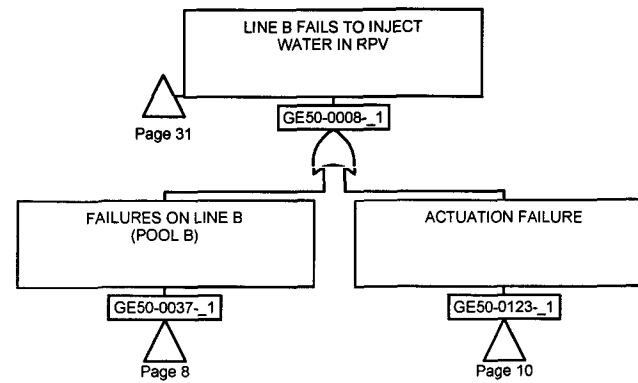 LINE B FAILS TO INJECT
WATER IN RPV
Page 31
GE50-0008-_1
FAILURES ON LINE B
(POOL B)
ACTUATION FAILURE
GE50-0037-_1
GE50-0123-_1
Page 8
Page 10